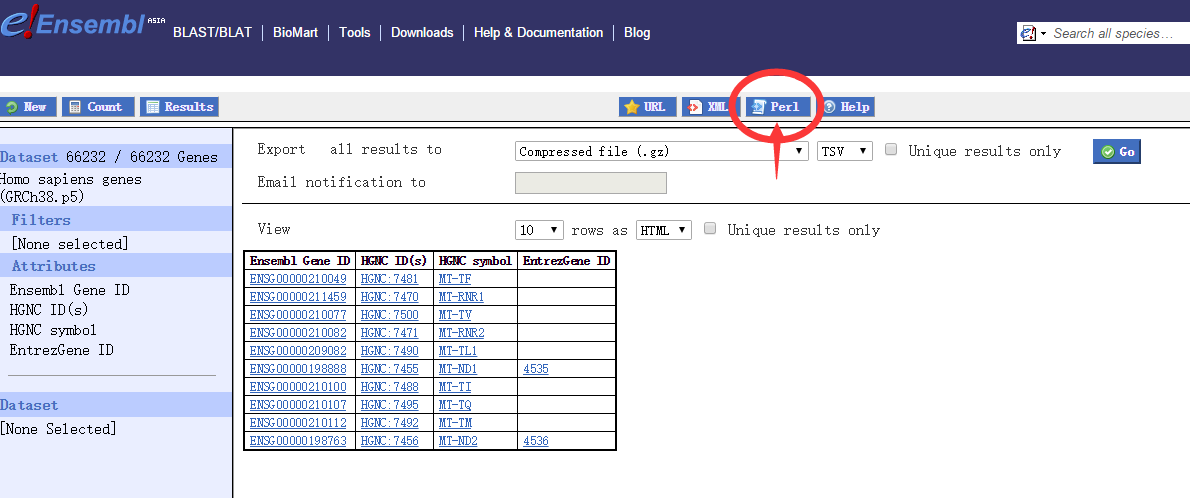 e!Ensembl ASIA BLAST/BLAT BioMart Tools Downloads Help & Documentation Blog Search all species…
New Count Results URL XML Perl Help
Dataset 66232 / 66232 Genes
Homo sapiens genes
(GRCh38.p5)
Filters
[None selected]
Attributes
Ensembl Gene ID
HGNC ID(s)
HGNC symbol
EntrezGene ID
Dataset
[None Selected]
Export all results to Compressed file (.gz) TSV Unique results only Go
Email notification to
View 10 rows as HTML Unique results only
Ensembl Gene ID HGNC ID(s) HGNC symbol EntrezGene ID
ENSG00000210049 HGNC:7481 MT-TF
ENSG00000211459 HGNC:7470 MT-RNR1
ENSG00000210077 HGNC:7500 MT-TV
ENSG00000210082 HGNC:7471 MT-RNR2
ENSG00000209082 HGNC:7490 MT-TL1
ENSG00000198888 HGNC:7455 MT-ND1 4535
ENSG00000210100 HGNC:7488 MT-TI
ENSG00000210107 HGNC:7495 MT-TQ
ENSG00000210112 HGNC:7492 MT-TM
ENSG00000198763 HGNC:7456 MT-ND2 4536